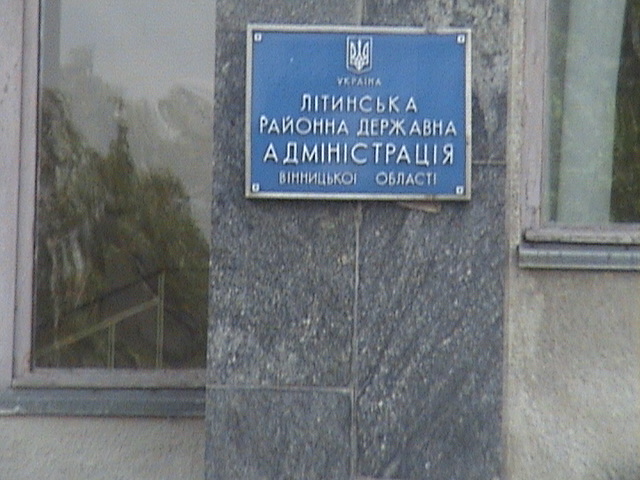 УКРАЇНА
ЛІТИНСЬКА
РАЙОННА ДЕРЖАВНА
АДМІНІСТРАЦІЯ
ВІННИЦЬКОЇ ОБЛАСТІ